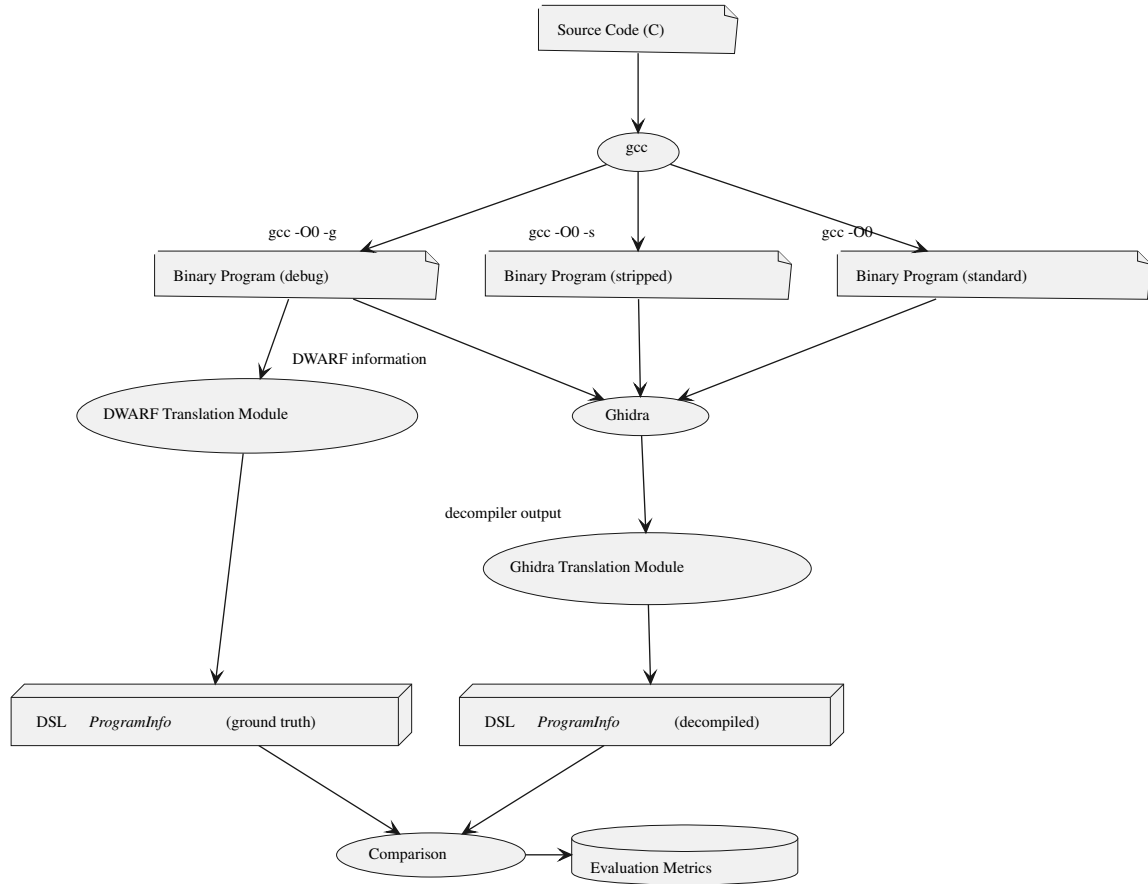 Source Code (C)
gcc
gcc -O0 -g
gcc -O0 -s
gcc -O0
Binary Program (debug)
Binary Program (stripped)
Binary Program (standard)
DWARF information
DWARF Translation Module
Ghidra
decompiler output
Ghidra Translation Module
DSL ProgramInfo (ground truth)
DSL ProgramInfo (decompiled)
Comparison
Evaluation Metrics